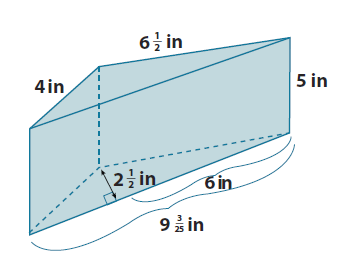 6 1/2 in
4 in
5 in
2 1/2 in
6 in
9 3/25 in